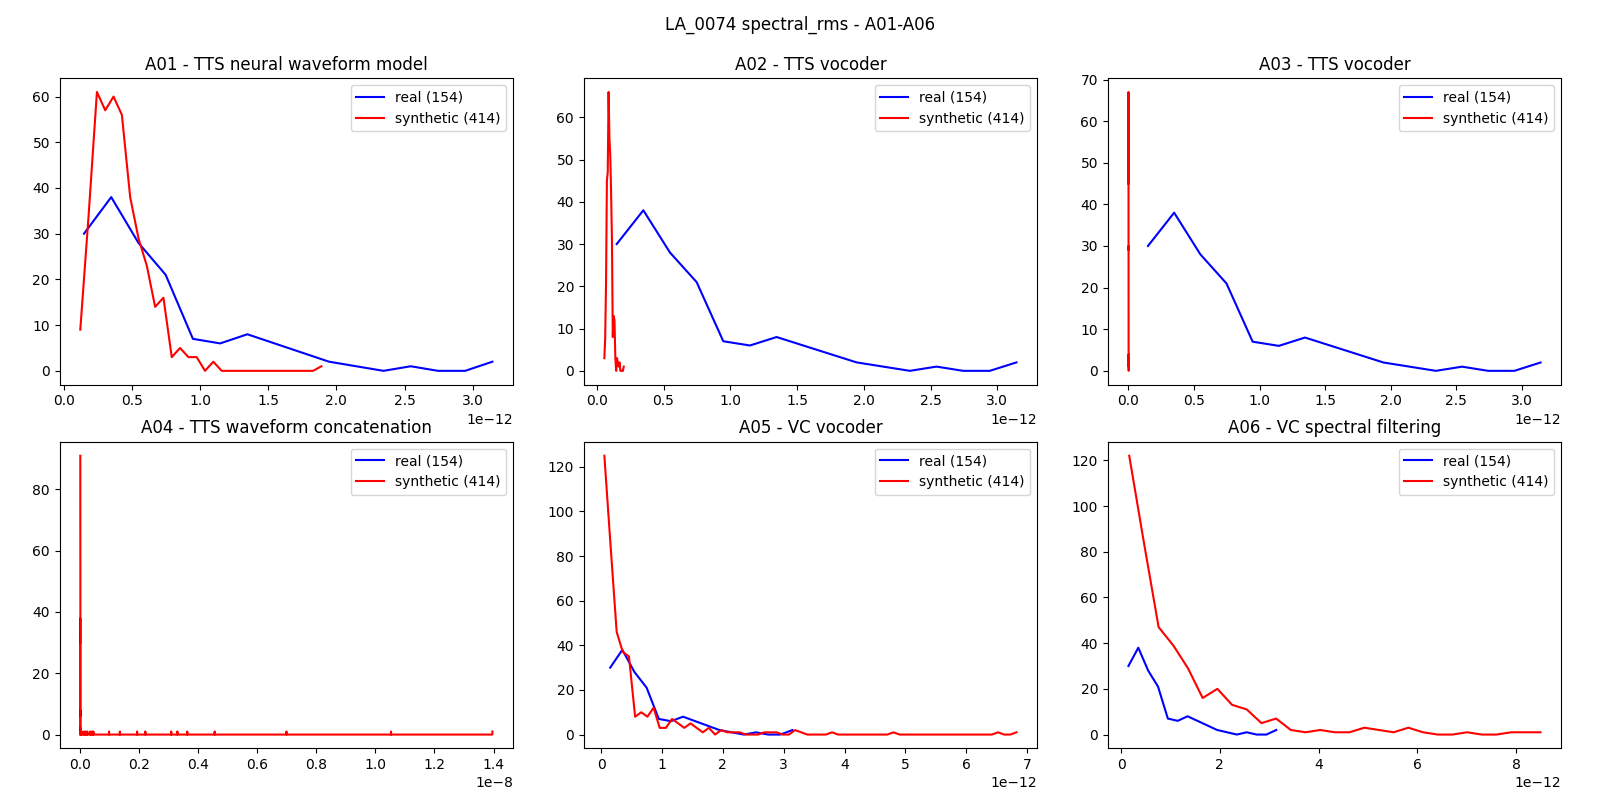 LA_0074 spectral_rms - A01-A06
A01 - TTS neural waveform model
real (154)
synthetic (414)
60
50
40
30
20
10
0
0.0 0.5 1.0 1.5 2.0 2.5 3.0
1e−12
A02 - TTS vocoder
real (154)
synthetic (414)
60
50
40
30
20
10
0
0.0 0.5 1.0 1.5 2.0 2.5 3.0
1e−12
A03 - TTS vocoder
real (154)
synthetic (414)
70
60
50
40
30
20
10
0
0.0 0.5 1.0 1.5 2.0 2.5 3.0
1e−12
A04 - TTS waveform concatenation
real (154)
synthetic (414)
80
60
40
20
0
0.0 0.2 0.4 0.6 0.8 1.0 1.2 1.4
1e−8
A05 - VC vocoder
real (154)
synthetic (414)
120
100
80
60
40
20
0
0 1 2 3 4 5 6 7
1e−12
A06 - VC spectral filtering
real (154)
synthetic (414)
120
100
80
60
40
20
0
0 2 4 6 8
1e−12